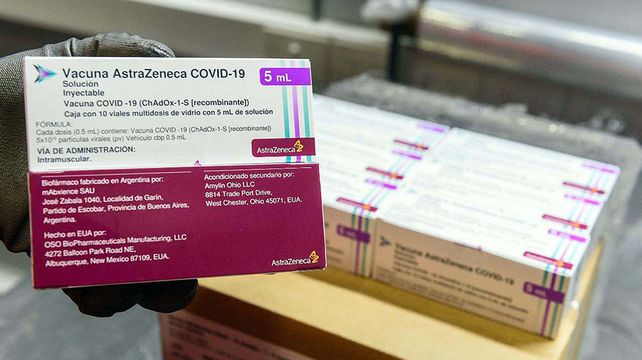 Vacuna AstraZeneca COVID-19
5 mL
Solución
Inyectable
Vacuna COVID -19 (ChAdOx-1-S [recombinante])
Caja con 10 viales multidosis de vidrio con 5 mL de solución
FÓRMULA:
Cada dosis (0.5 mL) contiene: Vacuna COVID -19 (ChAdOx-1-S [recombinante])
5x10¹⁰ partículas virales (pv) Vehículo cbp 0.5 mL
VÍA DE ADMINISTRACIÓN:
Intramuscular.
AstraZeneca
Biofármaco fabricado en Argentina por:
mAbxience SAU
José Zabala 1040, Localidad de Garín,
Partido de Escobar, Provincia de Buenos Aires,
Argentina.
Hecho en EUA por:
OSO BioPharmaceuticals Manufacturing, LLC
4272 Balloon Park Road NE,
Albuquerque, New Mexico 87109, EUA.
Acondicionado secundario por:
Amylin Ohio LLC
8814 Trade Port Drive,
West Chester, Ohio 45071, EUA.
AstraZeneca
5 mL
Vacuna AstraZeneca COVID-19
5 mL